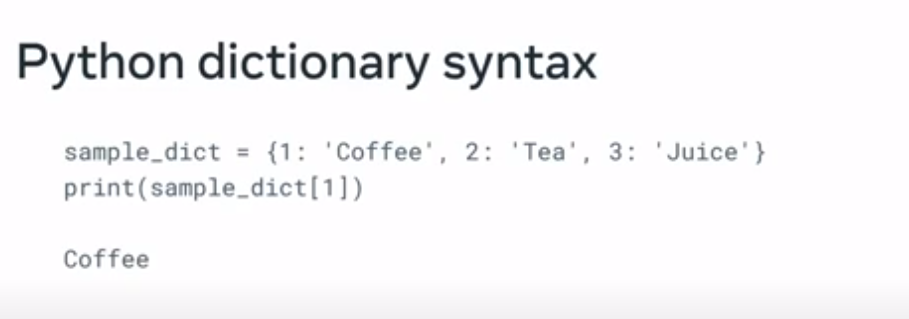 Python dictionary syntax
sample_dict = {1: 'Coffee', 2: 'Tea', 3: 'Juice'}
print(sample_dict[1])
Coffee